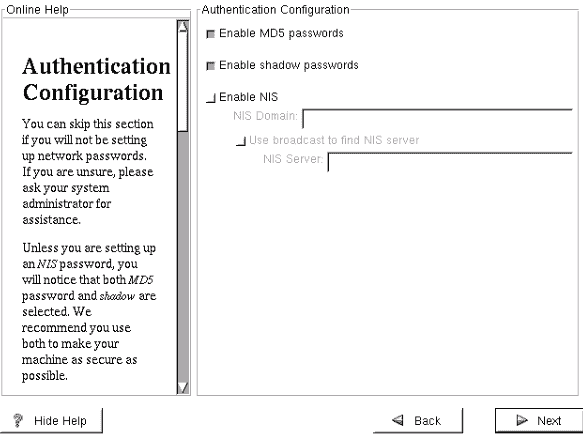 Online Help
Authentication
Configuration
You can skip this section
if you will not be setting
up network passwords.
If you are unsure, please
ask your system
administrator for
assistance.
Unless you are setting up
an NIS password, you
will notice that both MD5
password and shadow are
selected. We
recommend you use
both to make your
machine as secure as
possible.
Authentication Configuration
Enable MD5 passwords
Enable shadow passwords
Enable NIS
NIS Domain:
Use broadcast to find NIS server
NIS Server:
? Hide Help
Back
Next